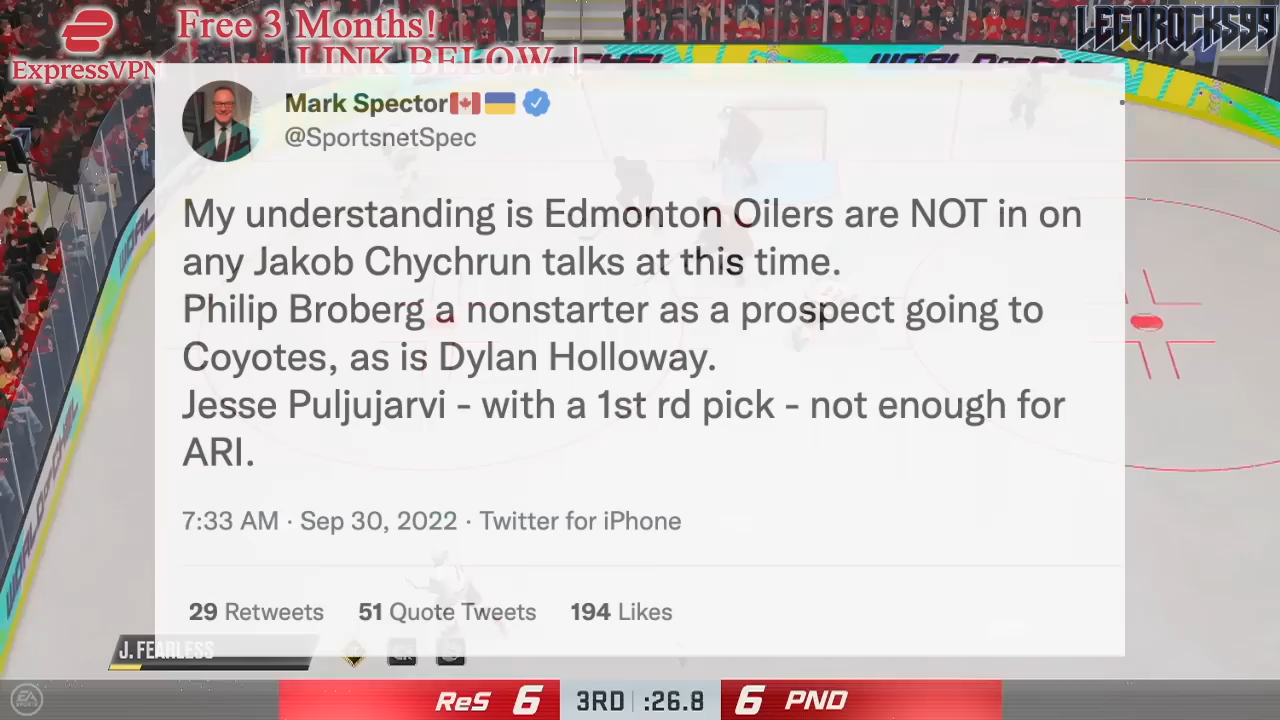 Free 3 Months!
LINK BELOW
ExpressVPN
LEGOROCKS99
Mark Spector
@SportsnetSpec
My understanding is Edmonton Oilers are NOT in on
any Jakob Chychrun talks at this time.
Philip Broberg a nonstarter as a prospect going to
Coyotes, as is Dylan Holloway.
Jesse Puljujarvi - with a 1st rd pick - not enough for
ARI.
7:33 AM · Sep 30, 2022 · Twitter for iPhone
29 Retweets 51 Quote Tweets 194 Likes
J. FEARLESS
ReS 6 3RD :26.8 6 PND